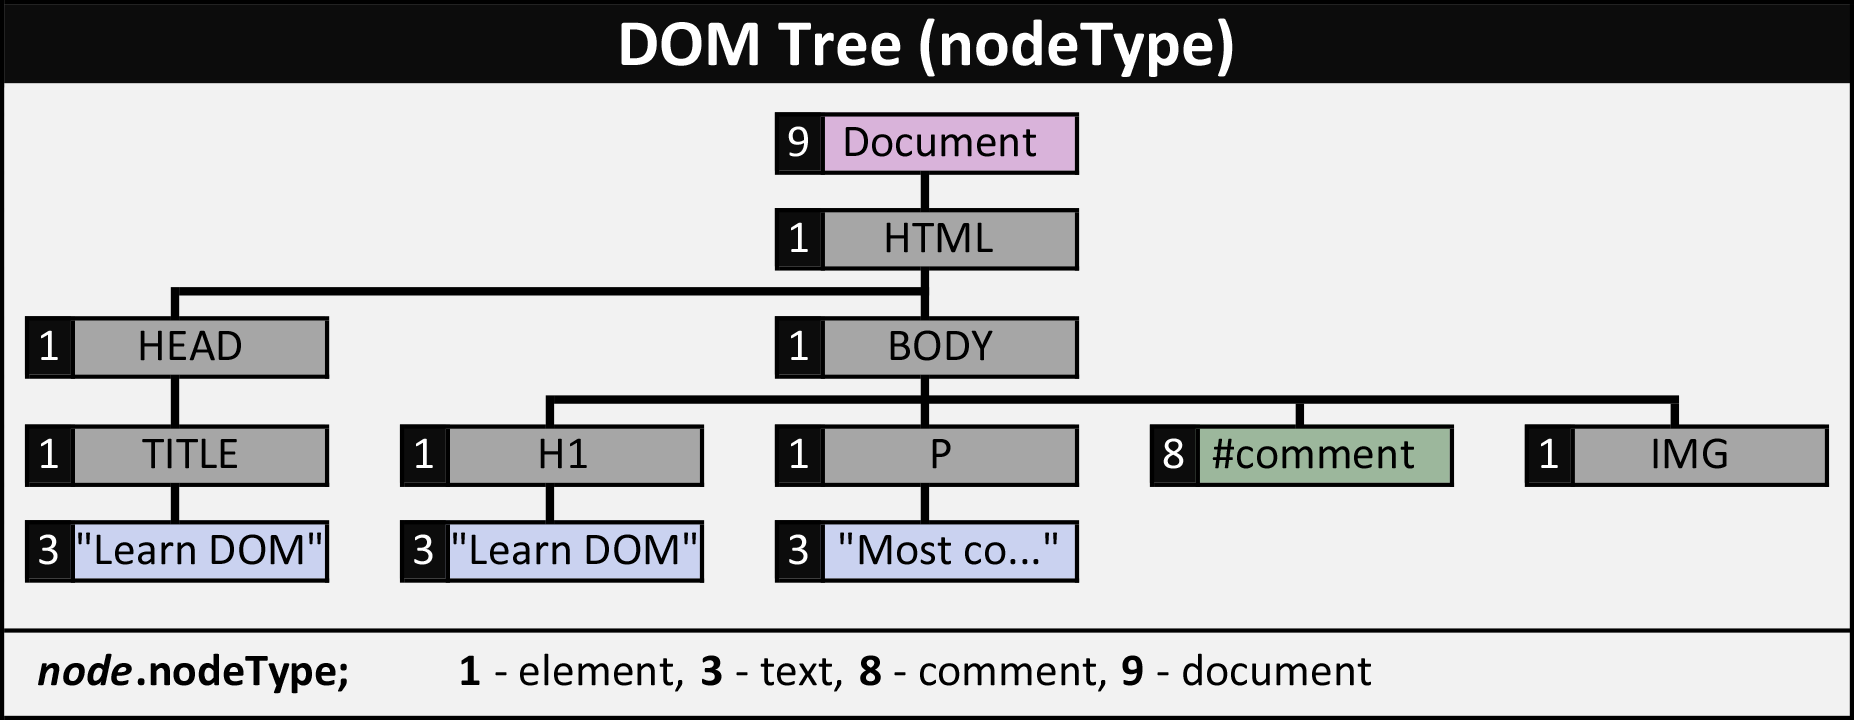 DOM Tree (nodeType)
9 Document
1 HTML
1 HEAD 1 BODY
1 TITLE 1 H1 1 P 8 #comment 1 IMG
3 "Learn DOM" 3 "Learn DOM" 3 "Most co..."
node.nodeType; 1 - element, 3 - text, 8 - comment, 9 - document